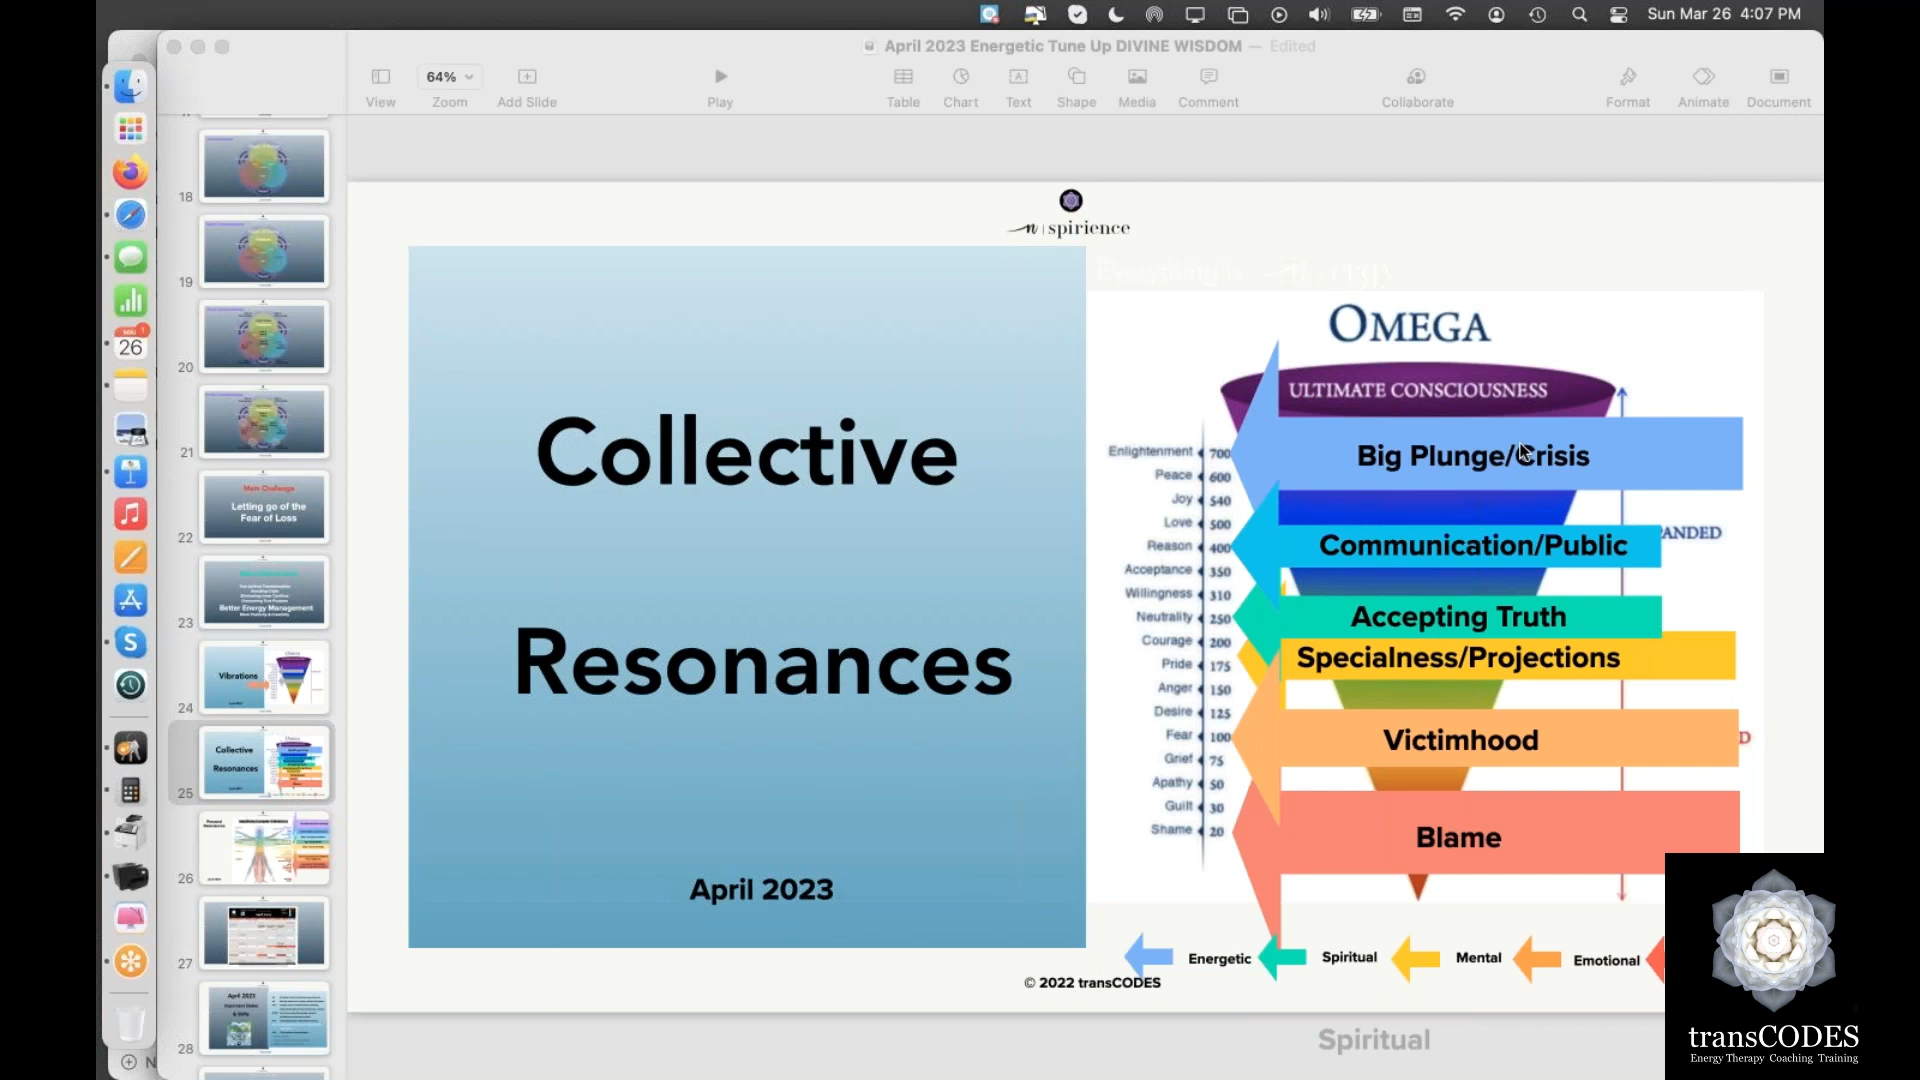 Sun Mar 26 4:07 PM
April 2023 Energetic Tune Up DIVINE WISDOM — Edited
64%
View
Zoom
Add Slide
Play
Table
Chart
Text
Shape
Media
Comment
Collaborate
Format
Animate
Document
18
19
20
21
Main Challenge
Letting go of the
Fear of Loss
22
Better Energy Management
23
Vibrations
24
Collective
Resonances
25
26
27
April 2023
28
26
n|spirience
Everything is
Collective
Resonances
April 2023
OMEGA
ULTIMATE CONSCIOUSNESS
Enlightenment 700
Peace 600
Joy 540
Love 500
Reason 400
Acceptance 350
Willingness 310
Neutrality 250
Courage 200
Pride 175
Anger 150
Desire 125
Fear 100
Grief 75
Apathy 50
Guilt 30
Shame 20
Big Plunge/Crisis
Communication/Public
ANDED
Accepting Truth
Specialness/Projections
Victimhood
D
Blame
Energetic
Spiritual
Mental
Emotional
© 2022 transCODES
Spiritual
N
transCODES
Energy Therapy Coaching Training